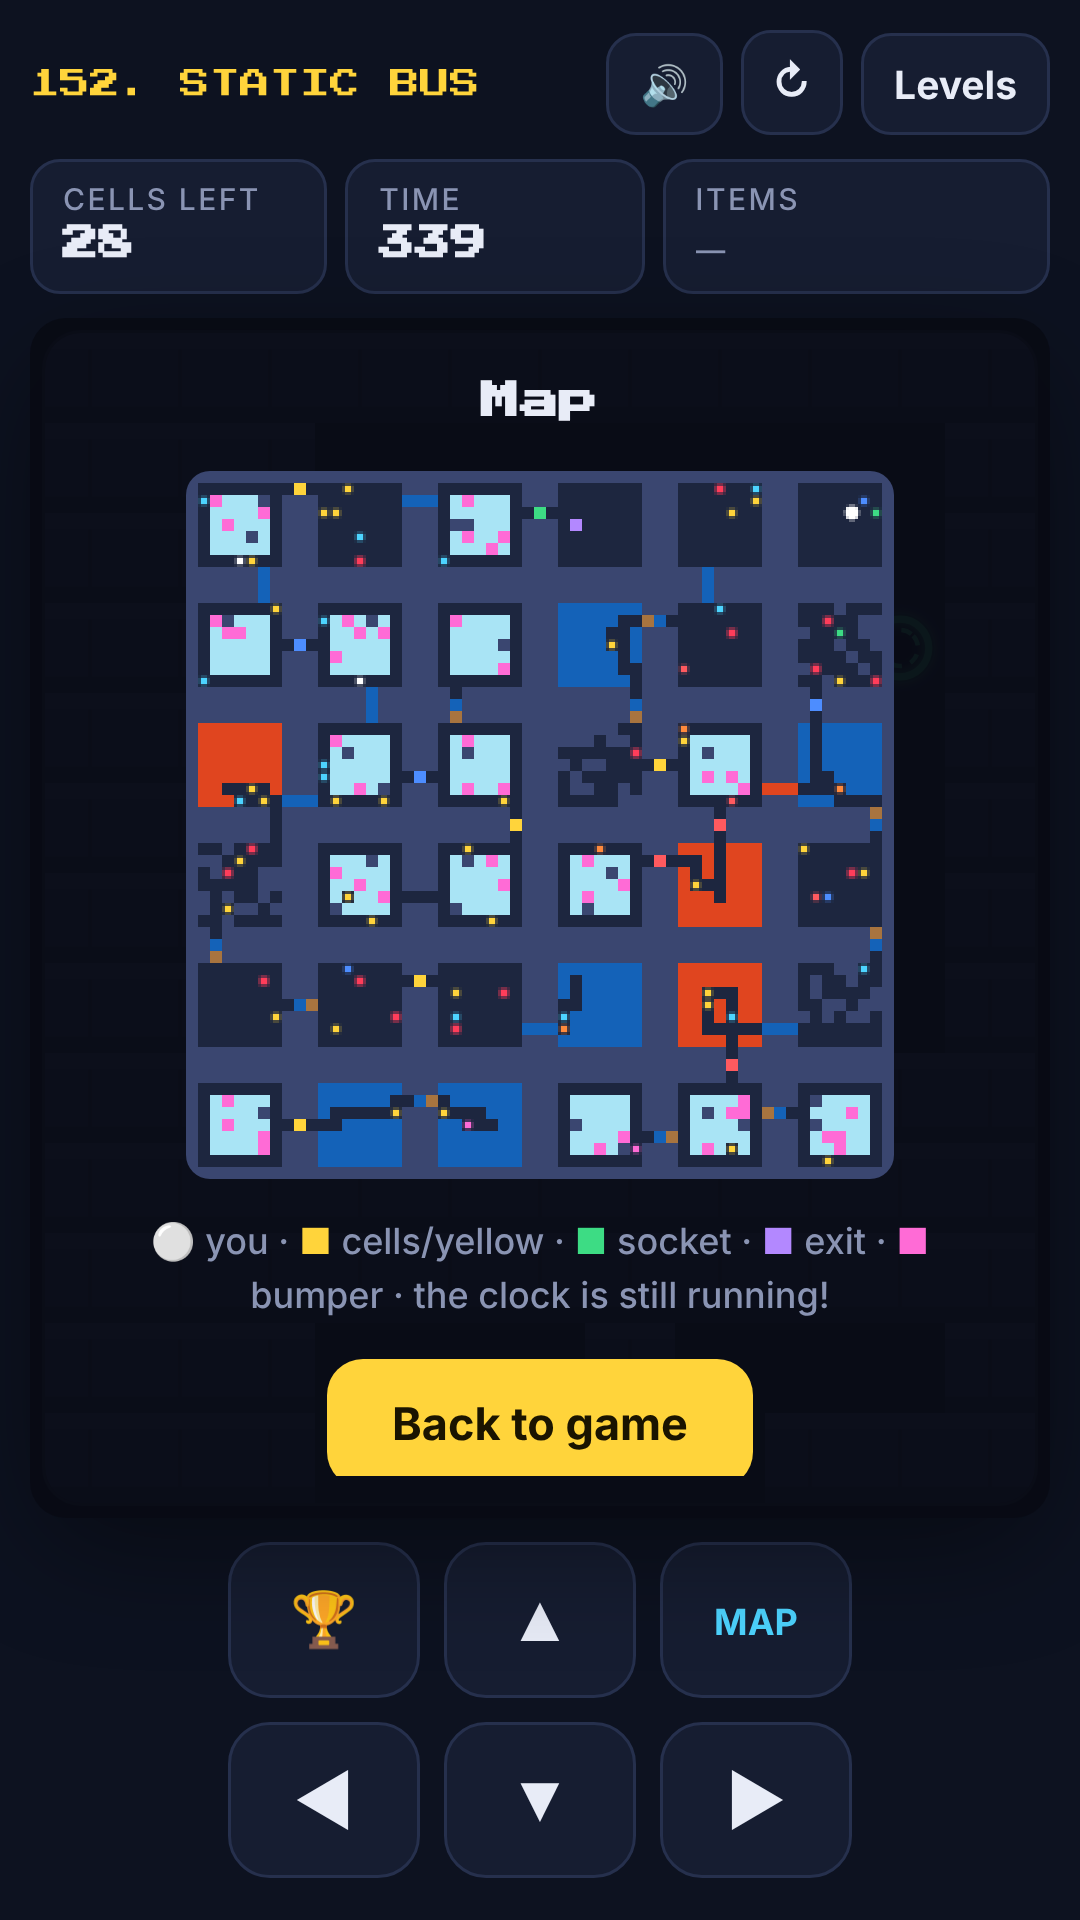 152. STATIC BUS
Levels
CELLS LEFT
28
TIME
339
ITEMS
—
Map
you · cells/yellow · socket · exit ·
bumper · the clock is still running!
Back to game
MAP